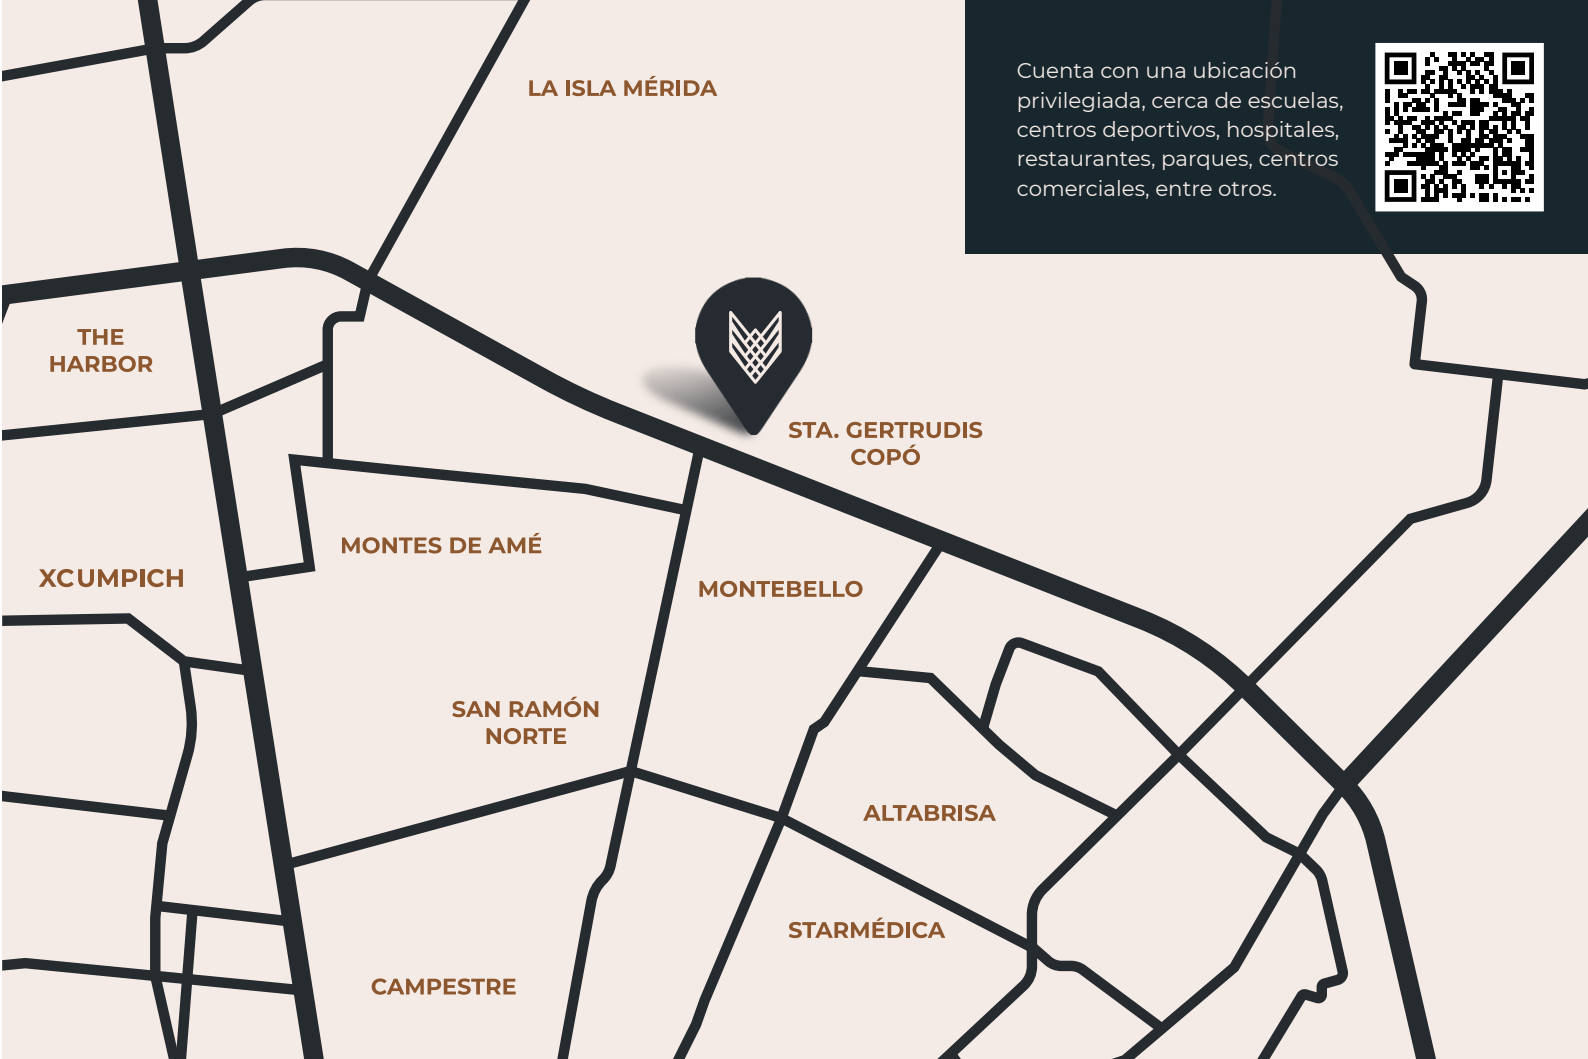 LA ISLA MÉRIDA
Cuenta con una ubicación
privilegiada, cerca de escuelas,
centros deportivos, hospitales,
restaurantes, parques, centros
comerciales, entre otros.
THE
HARBOR
STA. GERTRUDIS
COPÓ
MONTES DE AMÉ
XCUMPICH
MONTEBELLO
SAN RAMÓN
NORTE
ALTABRISA
STARMÉDICA
CAMPESTRE